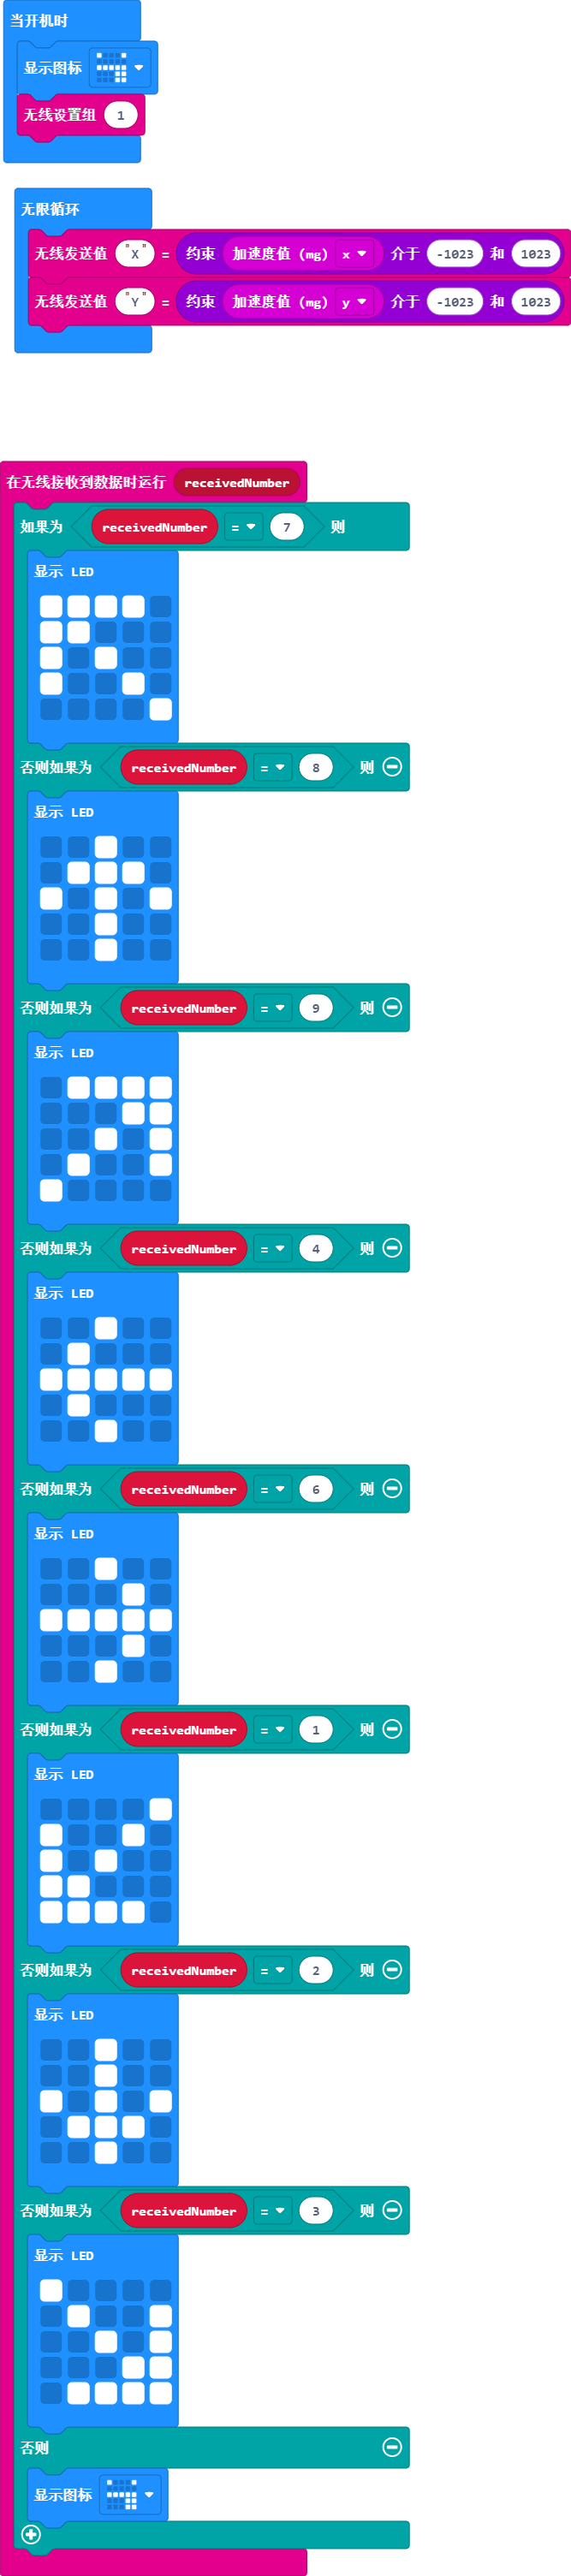 当开机时
显示图标
无线设置组 1
无限循环
无线发送值 "X" = 约束 加速度值 (mg) x 介于 -1023 和 1023
无线发送值 "Y" = 约束 加速度值 (mg) y 介于 -1023 和 1023
在无线接收到数据时运行 receivedNumber
如果为 receivedNumber = 7 则
显示 LED
否则如果为 receivedNumber = 8 则
显示 LED
否则如果为 receivedNumber = 9 则
显示 LED
否则如果为 receivedNumber = 4 则
显示 LED
否则如果为 receivedNumber = 6 则
显示 LED
否则如果为 receivedNumber = 1 则
显示 LED
否则如果为 receivedNumber = 2 则
显示 LED
否则如果为 receivedNumber = 3 则
显示 LED
否则
显示图标